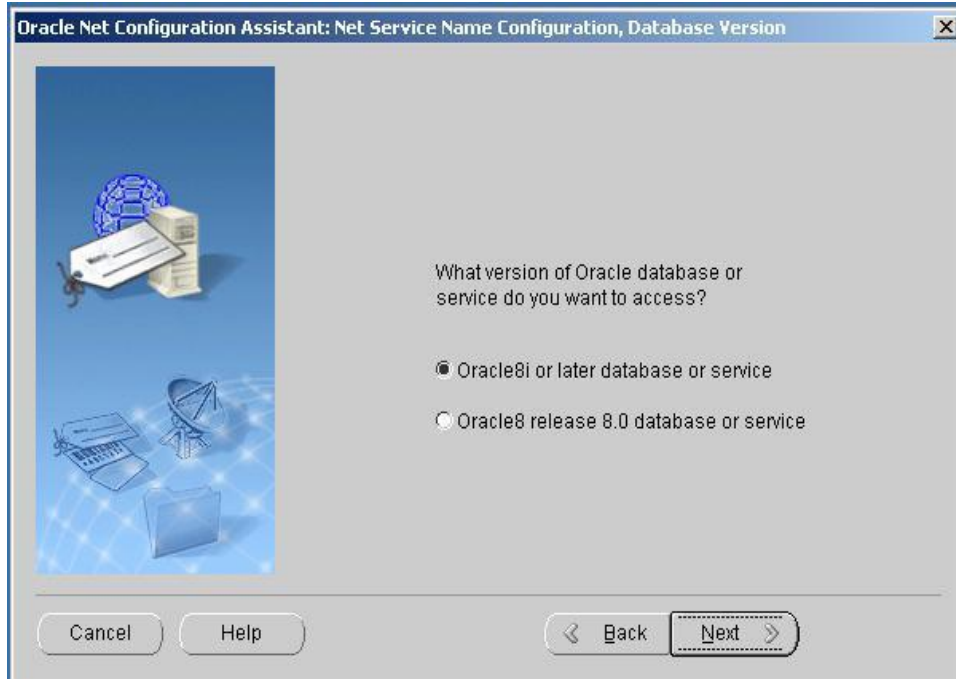 Oracle Net Configuration Assistant: Net Service Name Configuration, Database Version
What version of Oracle database or
service do you want to access?
Oracle8i or later database or service
Oracle8 release 8.0 database or service
Cancel
Help
Back
Next